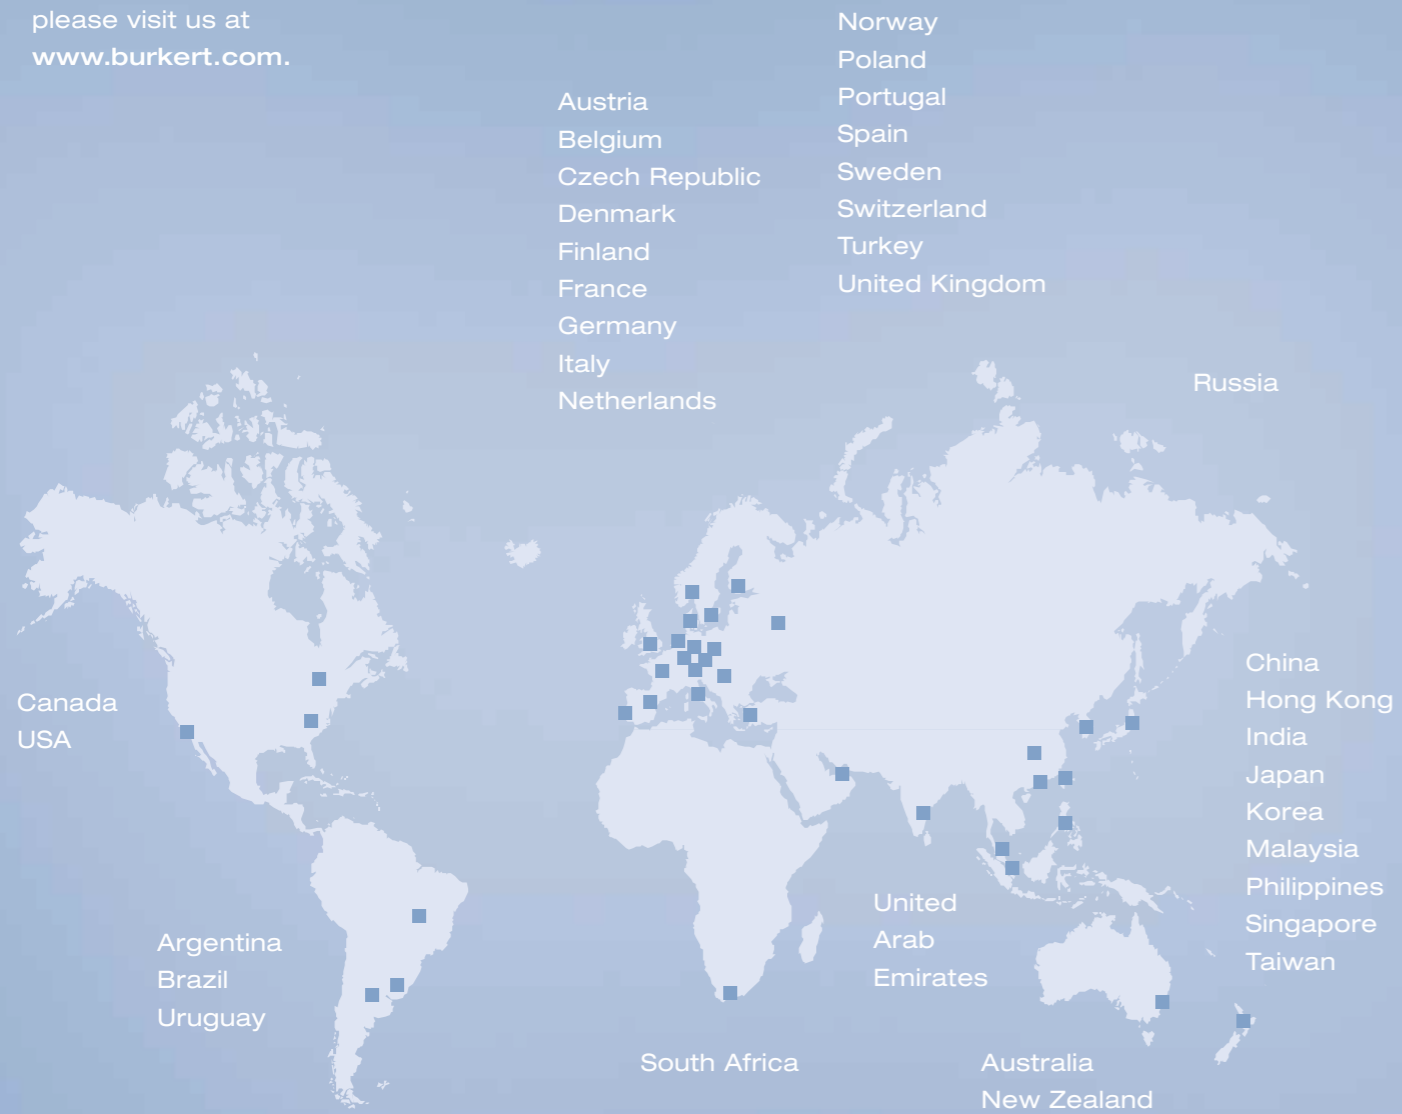 please visit us at
www.burkert.com.
Austria
Belgium
Czech Republic
Denmark
Finland
France
Germany
Italy
Netherlands
Norway
Poland
Portugal
Spain
Sweden
Switzerland
Turkey
United Kingdom
Russia
Canada
USA
China
Hong Kong
India
Japan
Korea
Malaysia
Philippines
Singapore
Taiwan
Argentina
Brazil
Uruguay
United
Arab
Emirates
South Africa
Australia
New Zealand